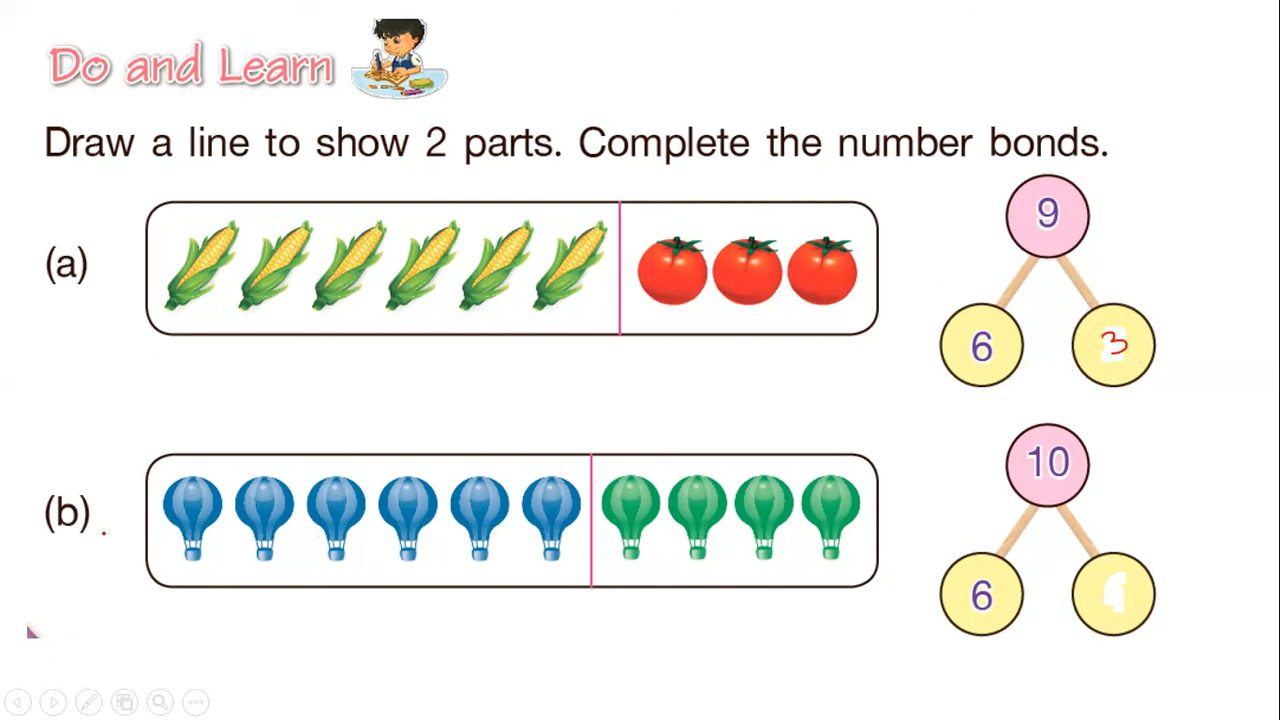 Do and Learn
Draw a line to show 2 parts. Complete the number bonds.
(a)
9
6
3
(b)
10
6